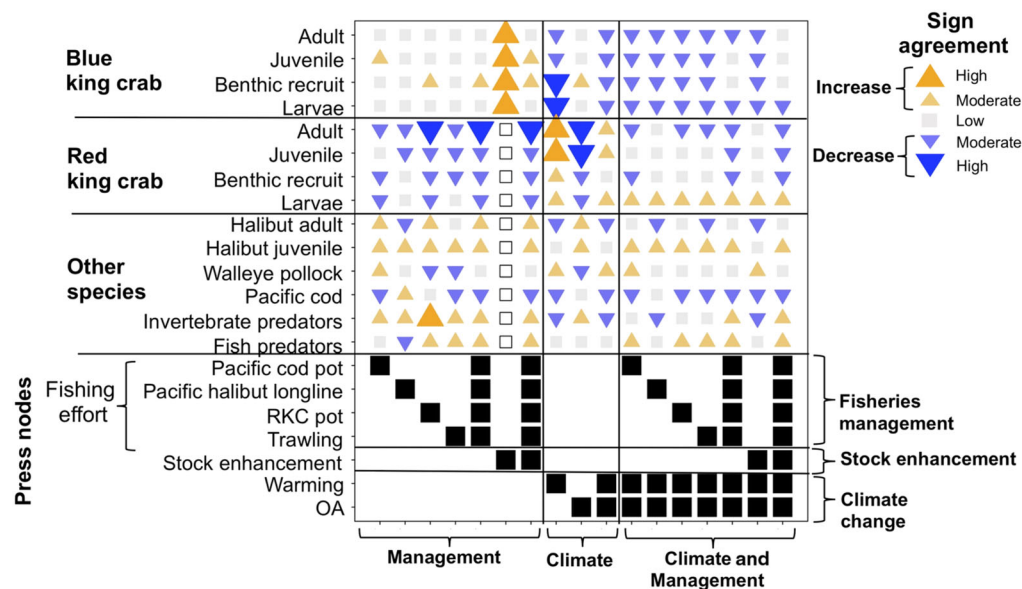 Blue
king crab
Adult
Juvenile
Benthic recruit
Larvae
Red
king crab
Adult
Juvenile
Benthic recruit
Larvae
Other
species
Halibut adult
Halibut juvenile
Walleye pollock
Pacific cod
Invertebrate predators
Fish predators
Press nodes
Fishing
effort
Pacific cod pot
Pacific halibut longline
RKC pot
Trawling
Stock enhancement
Warming
OA
Sign
agreement
Increase
High
Moderate
Low
Decrease
Moderate
High
Fisheries
management
Stock enhancement
Climate
change
Management
Climate
Climate and
Management